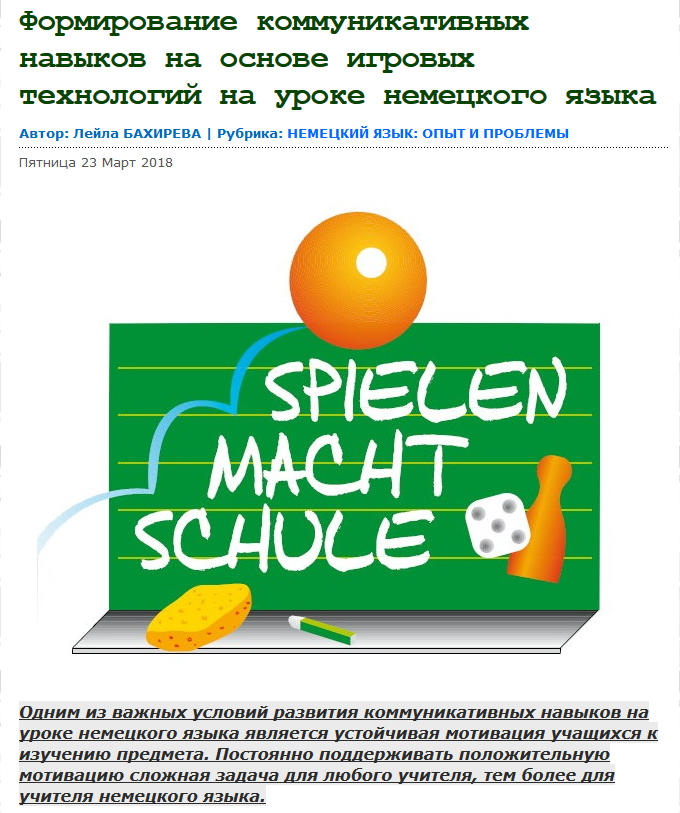 Формирование коммуникативных
навыков на основе игровых
технологий на уроке немецкого языка
Автор: Лейла БАХИРЕВА | Рубрика: НЕМЕЦКИЙ ЯЗЫК: ОПЫТ И ПРОБЛЕМЫ
Пятница 23 Март 2018
SPIELEN
MACHT
SCHULE
Одним из важных условий развития коммуникативных навыков на
уроке немецкого языка является устойчивая мотивация учащихся к
изучению предмета. Постоянно поддерживать положительную
мотивацию сложная задача для любого учителя, тем более для
учителя немецкого языка.